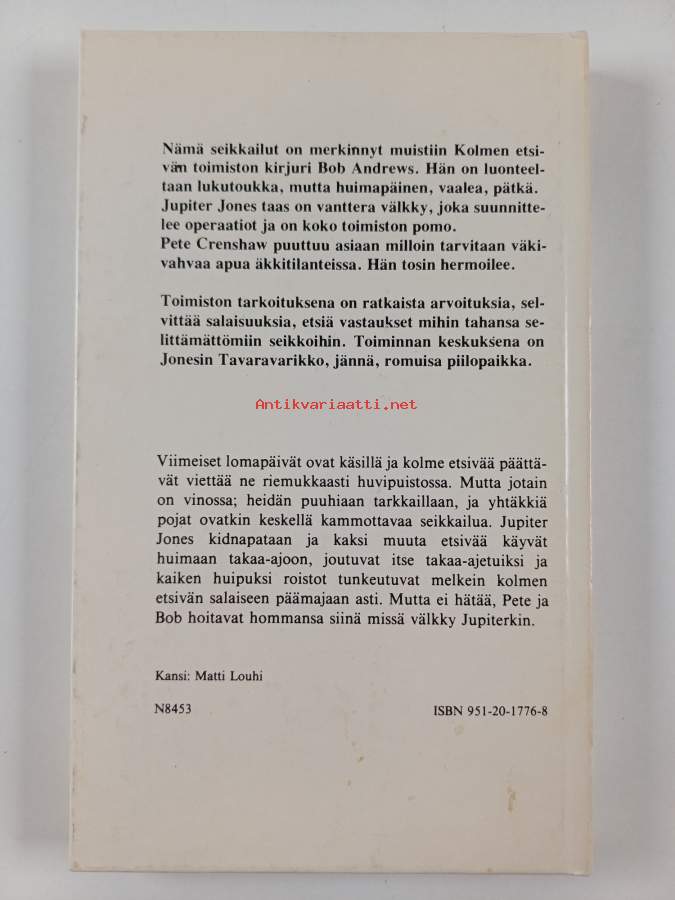 Nämä seikkailut on merkinnyt muistiin Kolmen etsi-
vän toimiston kirjuri Bob Andrews. Hän on luonteel-
taan lukutoukka, mutta huimapäinen, vaalea, pätkä.
Jupiter Jones taas on vanttera välkky, joka suunnitte-
lee operaatiot ja on koko toimiston pomo.
Pete Crenshaw puuttuu asiaan milloin tarvitaan väki-
vahvaa apua äkkitilanteissa. Hän tosin hermoilee.
Toimiston tarkoituksena on ratkaista arvoituksia, sel-
vittää salaisuuksia, etsiä vastaukset mihin tahansa se-
littämättömiin seikkoihin. Toiminnan keskuksena on
Jonesin Tavaravarikko, jännä, romuisa piilopaikka.
Antikvariaatti.net
Viimeiset lomapäivät ovat käsillä ja kolme etsivää päättä-
vät viettää ne riemukkaasti huvipuistossa. Mutta jotain
on vinossa; heidän puuhiaan tarkkaillaan, ja yhtäkkiä
pojat ovatkin keskellä kammottavaa seikkailua. Jupiter
Jones kidnapataan ja kaksi muuta etsivää käyvät
huimaan takaa-ajoon, joutuvat itse takaa-ajetuiksi ja
kaiken huipuksi roistot tunkeutuvat melkein kolmen
etsivän salaiseen päämajaan asti. Mutta ei hätää, Pete ja
Bob hoitavat hommansa siinä missä välkky Jupiterkin.
Kansi: Matti Louhi
N8453
ISBN 951-20-1776-8